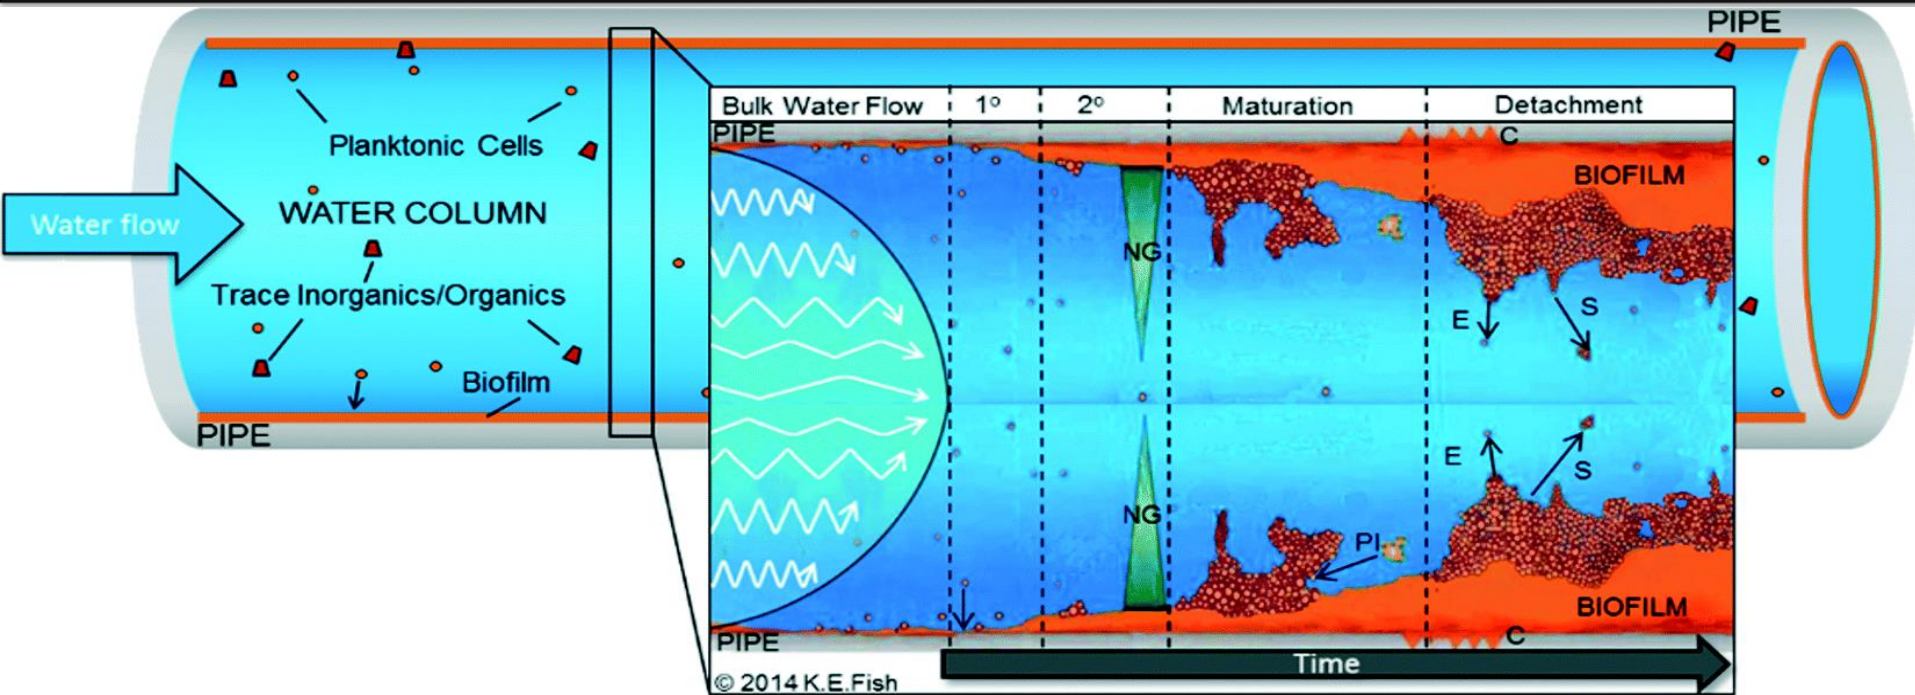 PIPE
Planktonic Cells
Water flow
WATER COLUMN
Trace Inorganics/Organics
Biofilm
PIPE
Bulk Water Flow 1º 2º Maturation Detachment
PIPE
C
BIOFILM
NG
E
S
E
S
NG
PI
BIOFILM
C
PIPE
Time
© 2014 K.E.Fish